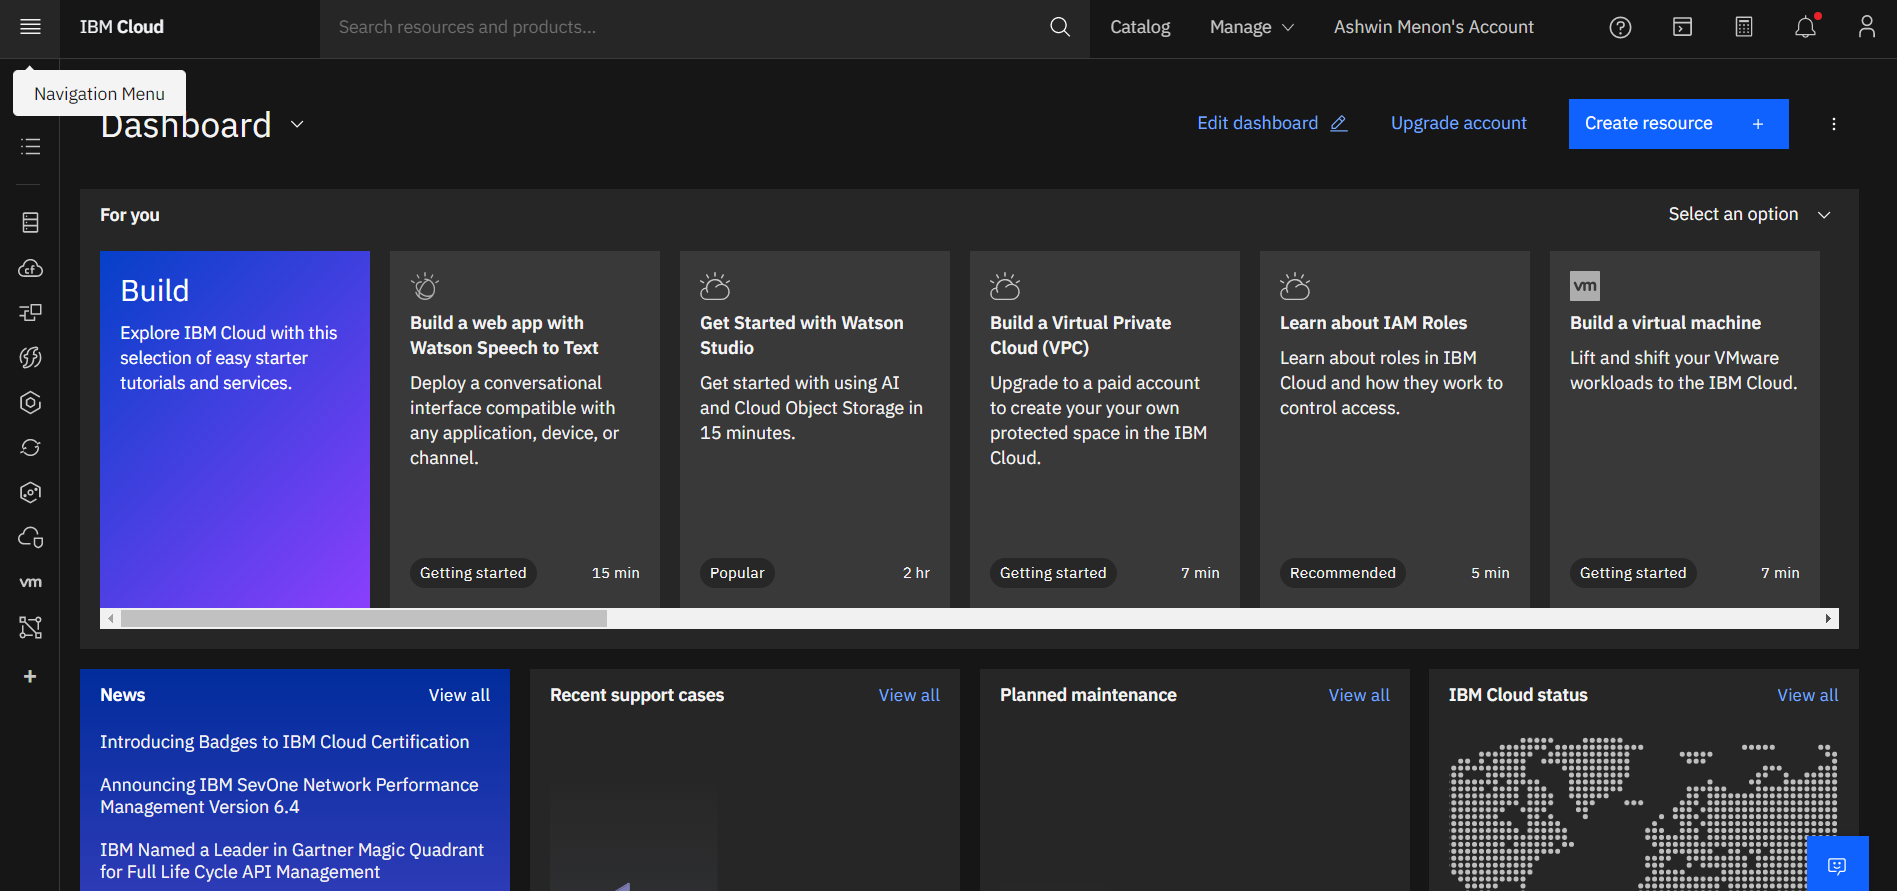 IBM Cloud
Search resources and products...
Catalog
Manage
Ashwin Menon's Account
Navigation Menu
Dashboard
Edit dashboard
Upgrade account
Create resource +
For you
Select an option
Build
Explore IBM Cloud with this
selection of easy starter
tutorials and services.
Build a web app with
Watson Speech to Text
Deploy a conversational
interface compatible with
any application, device, or
channel.
Getting started
15 min
Get Started with Watson
Studio
Get started with using AI
and Cloud Object Storage in
15 minutes.
Popular
2 hr
Build a Virtual Private
Cloud (VPC)
Upgrade to a paid account
to create your your own
protected space in the IBM
Cloud.
Getting started
7 min
Learn about IAM Roles
Learn about roles in IBM
Cloud and how they work to
control access.
Recommended
5 min
vm
Build a virtual machine
Lift and shift your VMware
workloads to the IBM Cloud.
Getting started
7 min
cf
vm
+
News
View all
Introducing Badges to IBM Cloud Certification
Announcing IBM SevOne Network Performance
Management Version 6.4
IBM Named a Leader in Gartner Magic Quadrant
for Full Life Cycle API Management
Recent support cases
View all
Planned maintenance
View all
IBM Cloud status
View all